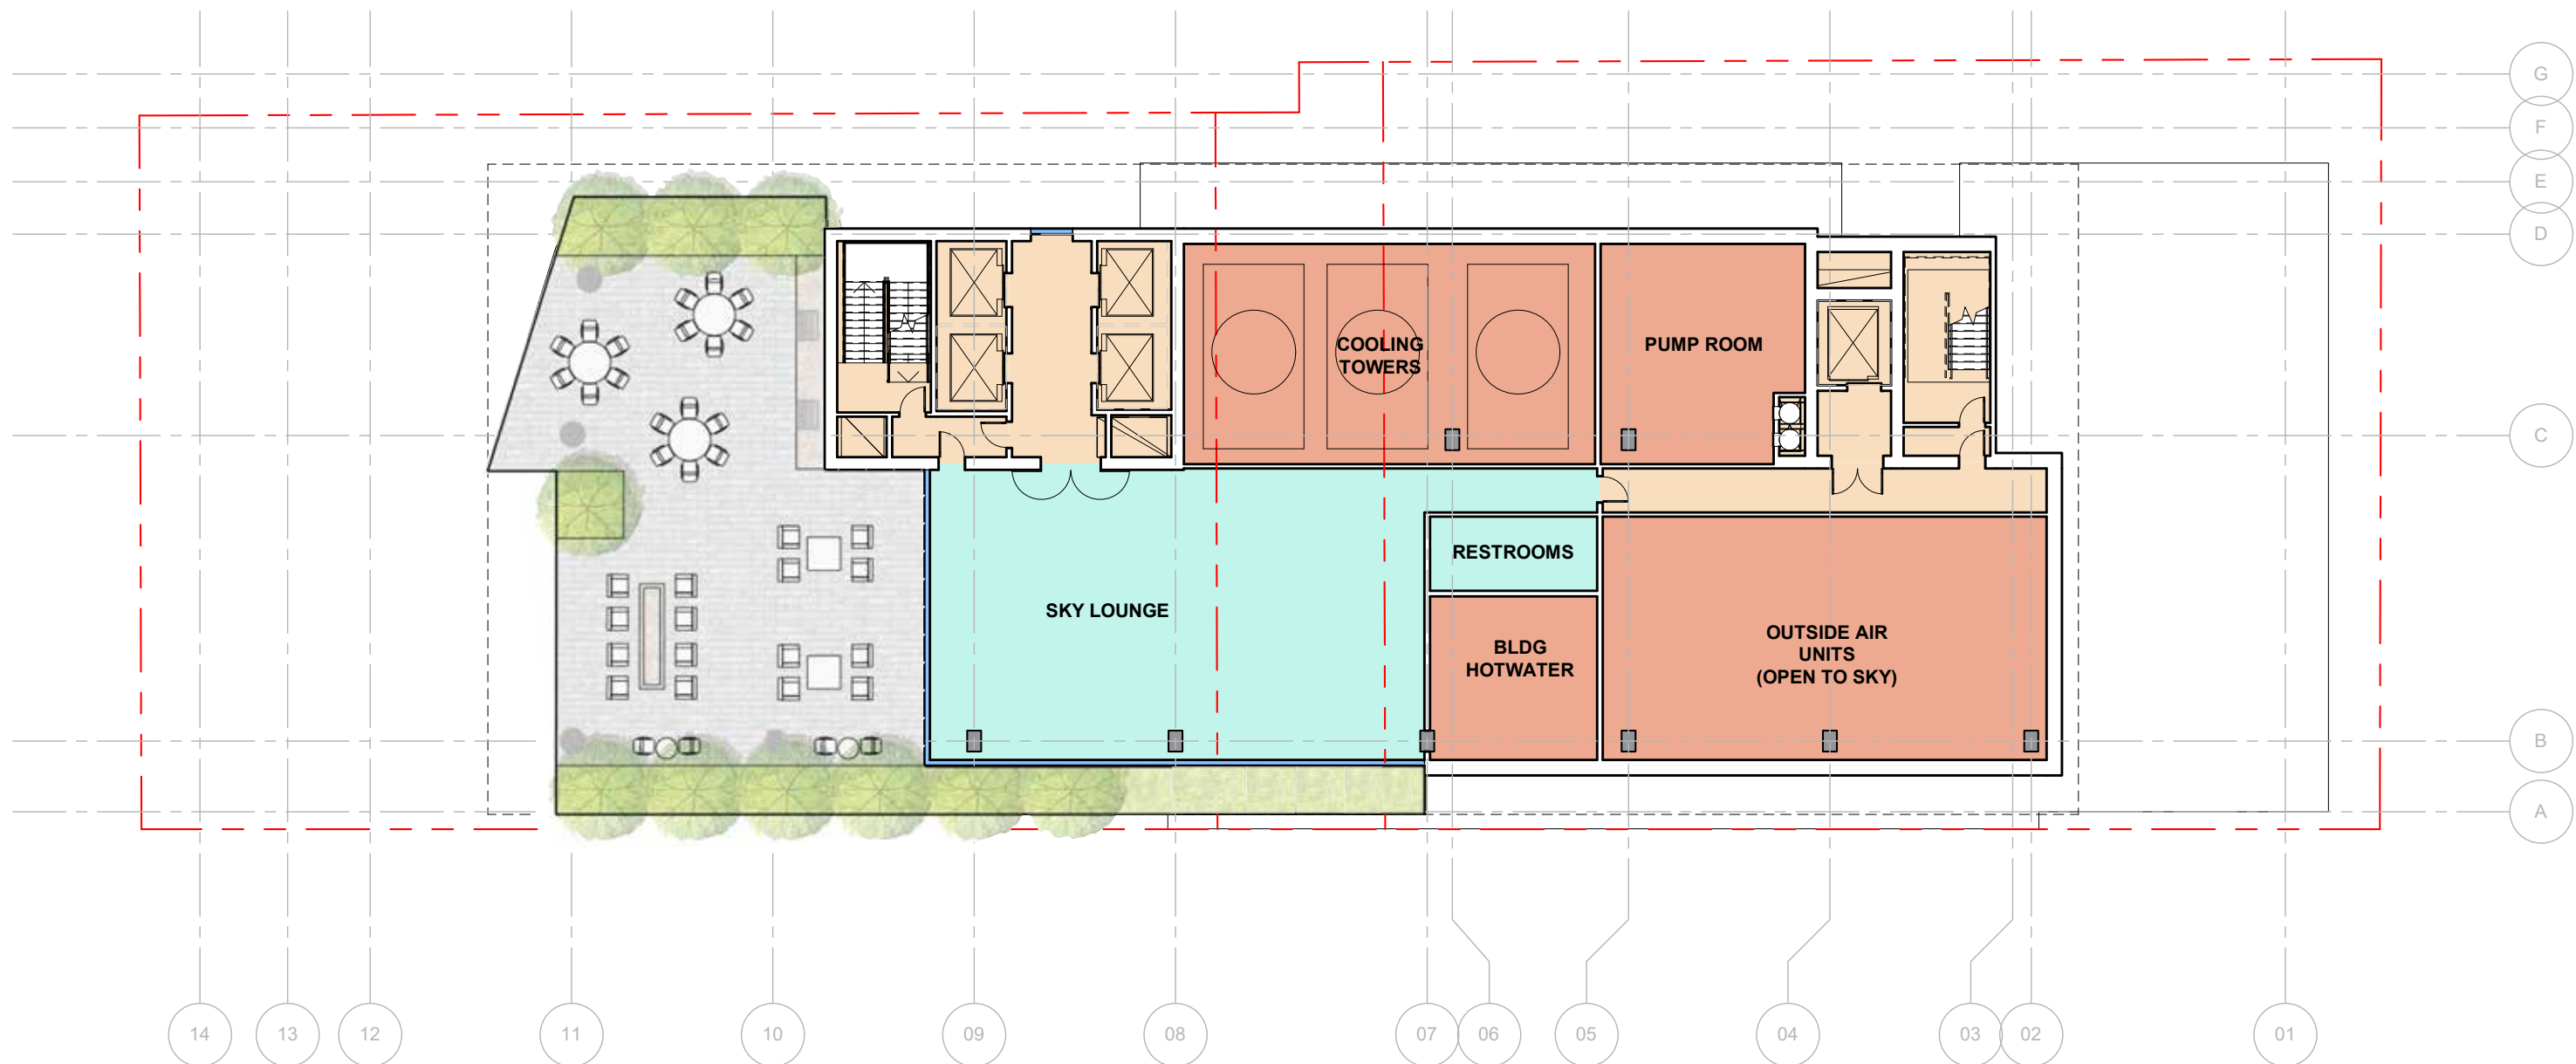 G
F
E
D
COOLING
TOWERS
PUMP ROOM
C
RESTROOMS
SKY LOUNGE
BLDG
HOTWATER
OUTSIDE AIR
UNITS
(OPEN TO SKY)
B
A
14
13
12
11
10
09
08
07
06
05
04
03
02
01